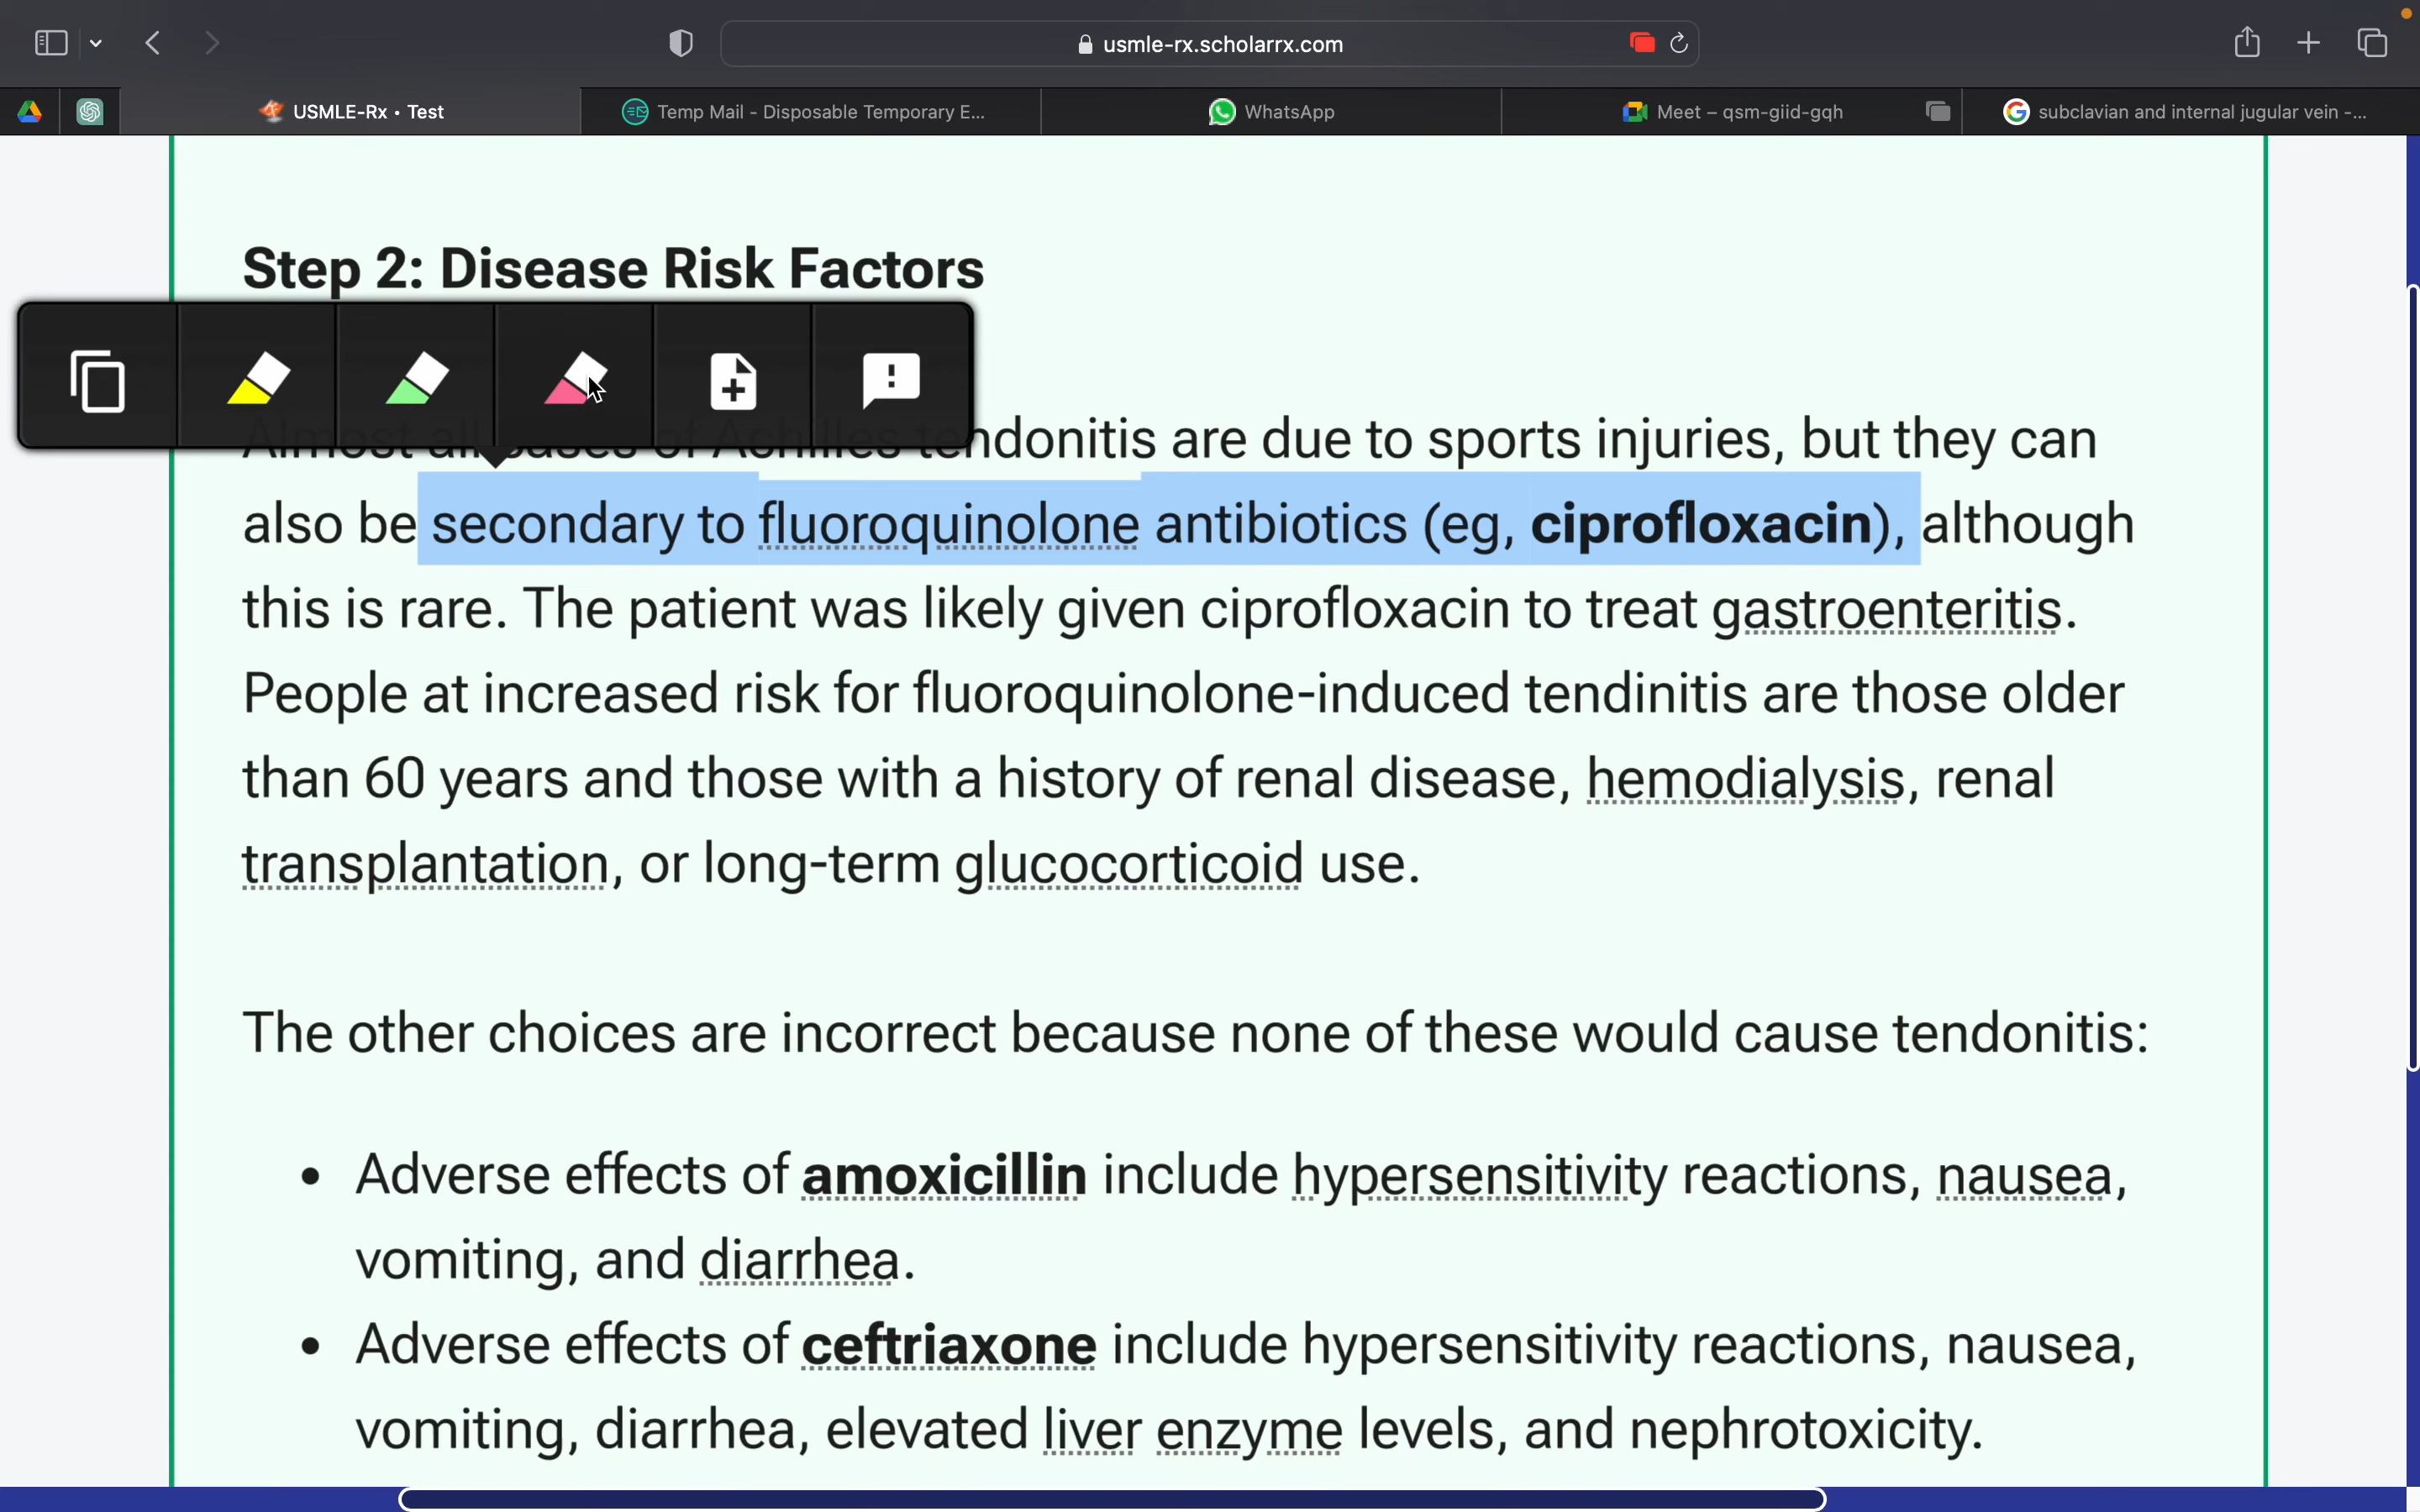 usmle-rx.scholarrx.com
USMLE-Rx • Test
Temp Mail - Disposable Temporary E...
WhatsApp
Meet – qsm-giid-gqh
subclavian and internal jugular vein -...
Step 2: Disease Risk Factors
Almost all cases of Achilles tendonitis are due to sports injuries, but they can
also be secondary to fluoroquinolone antibiotics (eg, ciprofloxacin), although
this is rare. The patient was likely given ciprofloxacin to treat gastroenteritis.
People at increased risk for fluoroquinolone-induced tendinitis are those older
than 60 years and those with a history of renal disease, hemodialysis, renal
transplantation, or long-term glucocorticoid use.
The other choices are incorrect because none of these would cause tendonitis:
• Adverse effects of amoxicillin include hypersensitivity reactions, nausea,
vomiting, and diarrhea.
• Adverse effects of ceftriaxone include hypersensitivity reactions, nausea,
vomiting, diarrhea, elevated liver enzyme levels, and nephrotoxicity.